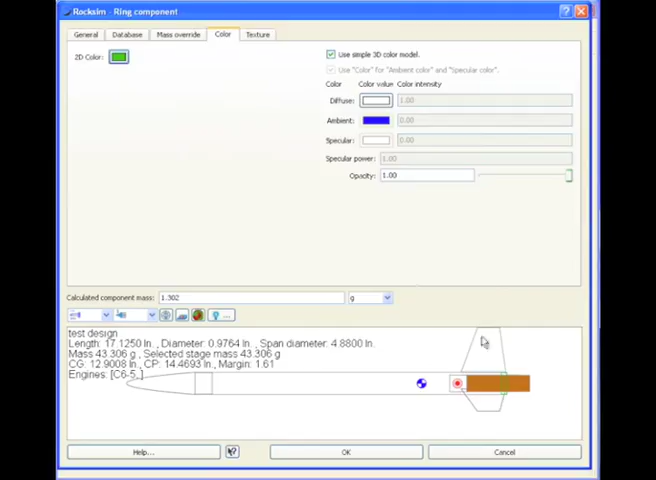 Rocksim - Ring component
General Database Mass override Color Texture
2D Color:
Use simple 3D color model.
Use "Color" for "Ambient color" and "Specular color".
Color Color value Color intensity
Diffuse: 1.00
Ambient: 0.00
Specular: 0.00
Specular power: 1.00
Opacity: 1.00
Calculated component mass: 1.302 g
...
test design
Length: 17.1250 In. , Diameter: 0.9764 In. , Span diameter: 4.8800 In.
Mass 43.306 g , Selected stage mass 43.306 g
CG: 12.9008 In., CP: 14.4693 In., Margin: 1.61
Engines: [C6-5, ]
Help... OK Cancel